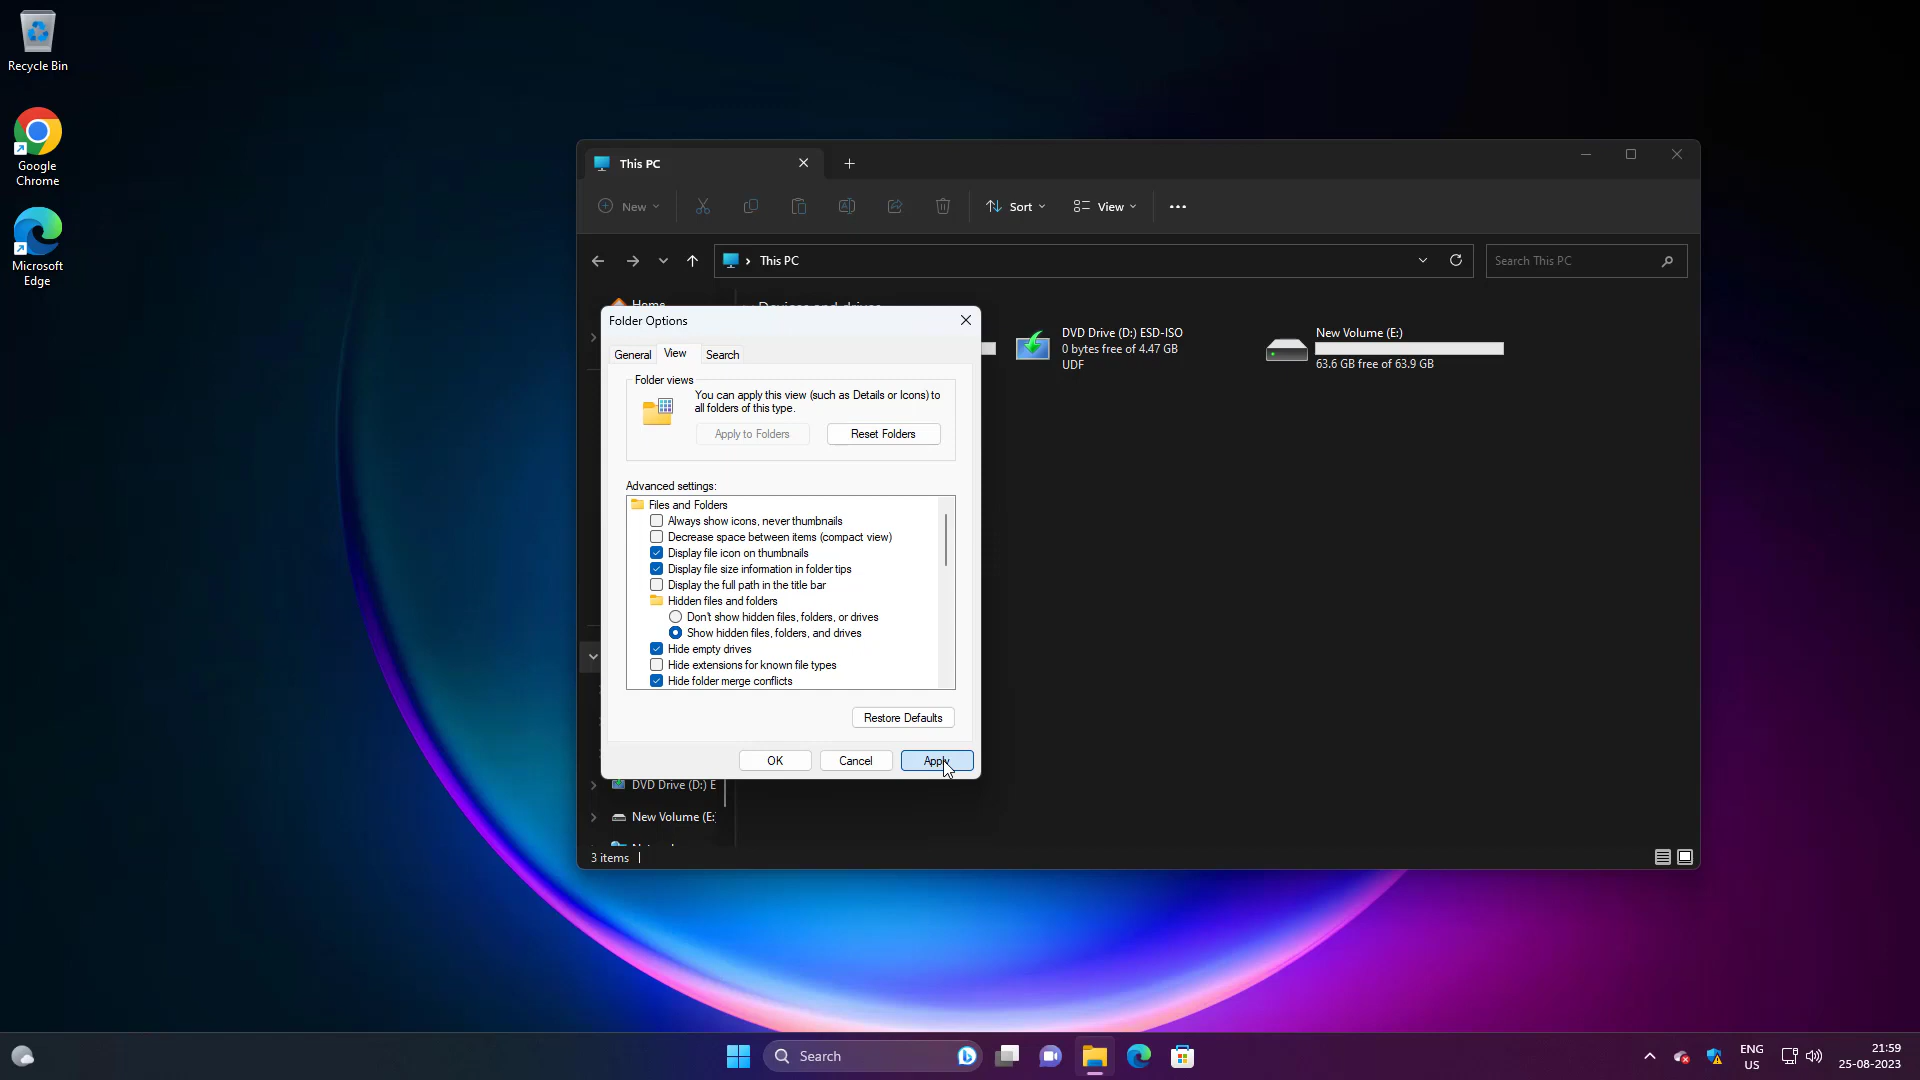 Recycle Bin
Google
Chrome
Microsoft
Edge
This PC
New
Sort
View
This PC
Search This PC
Home
Devices and drives
DVD Drive (D:) ESD-ISO
0 bytes free of 4.47 GB
UDF
New Volume (E:)
63.6 GB free of 63.9 GB
Folder Options
General
View
Search
Folder views
You can apply this view (such as Details or Icons) to
all folders of this type.
Apply to Folders
Reset Folders
Advanced settings:
Files and Folders
Always show icons, never thumbnails
Decrease space between items (compact view)
Display file icon on thumbnails
Display file size information in folder tips
Display the full path in the title bar
Hidden files and folders
Don't show hidden files, folders, or drives
Show hidden files, folders, and drives
Hide empty drives
Hide extensions for known file types
Hide folder merge conflicts
Restore Defaults
OK
Cancel
Apply
DVD Drive (D:) E
New Volume (E:
3 items
Search
ENG
US
21:59
25-08-2023